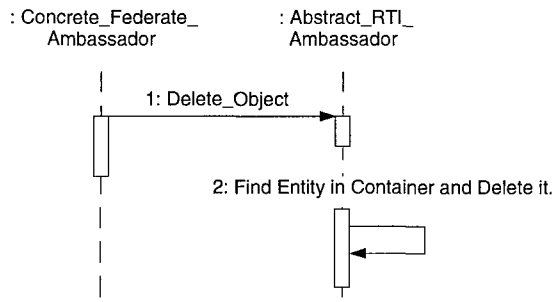 : Concrete_Federate_
Ambassador
: Abstract_RTI_
Ambassador
1: Delete_Object
2: Find Entity in Container and Delete it.